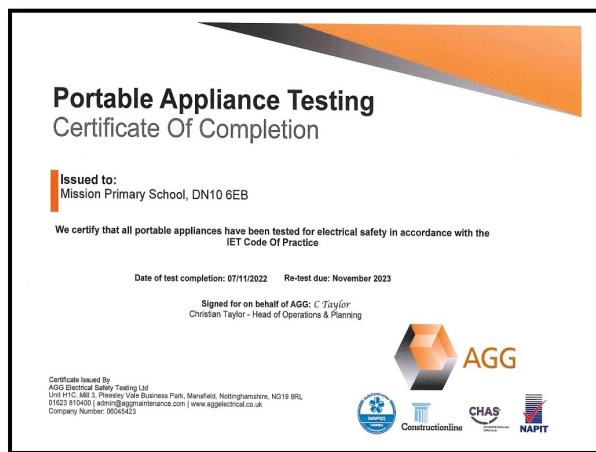 Portable Appliance Testing
Certificate Of Completion
Issued to:
Mission Primary School, DN10 6EB
We certify that all portable appliances have been tested for electrical safety in accordance with the
IET Code Of Practice
Date of test completion: 07/11/2022 Re-test due: November 2023
Signed for on behalf of AGG: C Taylor
Christian Taylor - Head of Operations & Planning
AGG
Certificate Issued By
AGG Electrical Safety Testing Ltd
Unit H1C, Mill 3, Pleasley Vale Business Park, Mansfield, Nottinghamshire, NG19 8RL
01623 810400 | admin@aggmaintenance.com | www.aggelectrical.co.uk
Company Number: 06045423
SafePQQ
Constructionline
CHAS
NAPIT